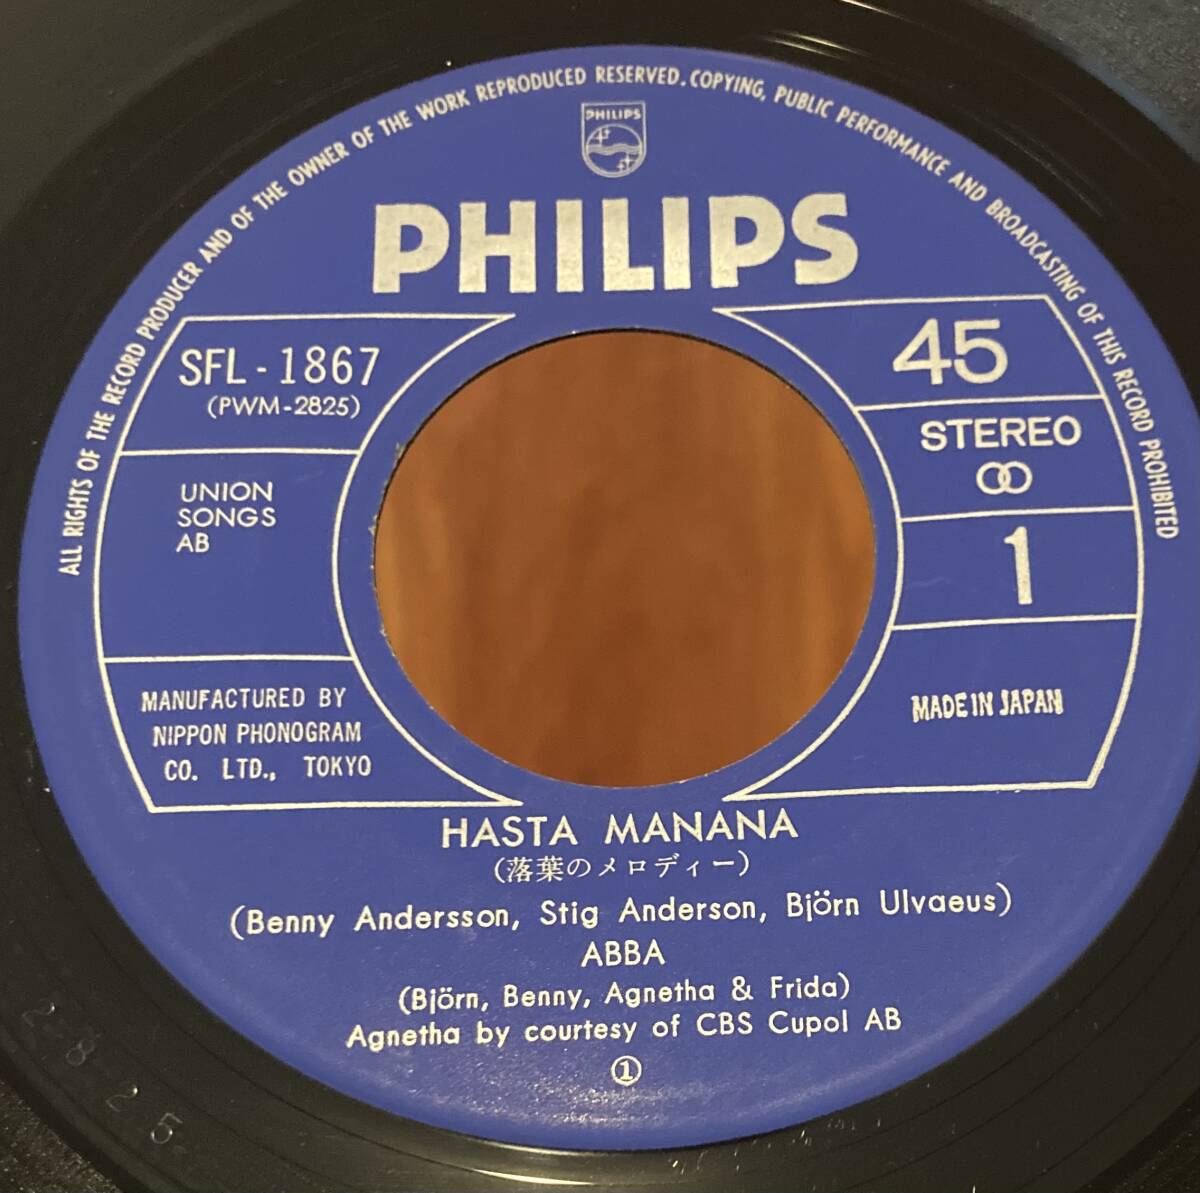 ALL RIGHTS OF THE RECORD PRODUCER AND OF THE OWNER OF THE WORK REPRODUCED RESERVED. COPYING, PUBLIC PERFORMANCE AND BROADCASTING OF THIS RECORD PROHIBITED
PHILIPS
PHILIPS
SFL-1867
(PWM-2825)
45
STEREO
1
UNION
SONGS
AB
MANUFACTURED BY
NIPPON PHONOGRAM
CO. LTD., TOKYO
MADE IN JAPAN
HASTA MANANA
(落葉のメロディー)
(Benny Andersson, Stig Anderson, Björn Ulvaeus)
ABBA
(Björn, Benny, Agnetha & Frida)
Agnetha by courtesy of CBS Cupol AB
①
2825